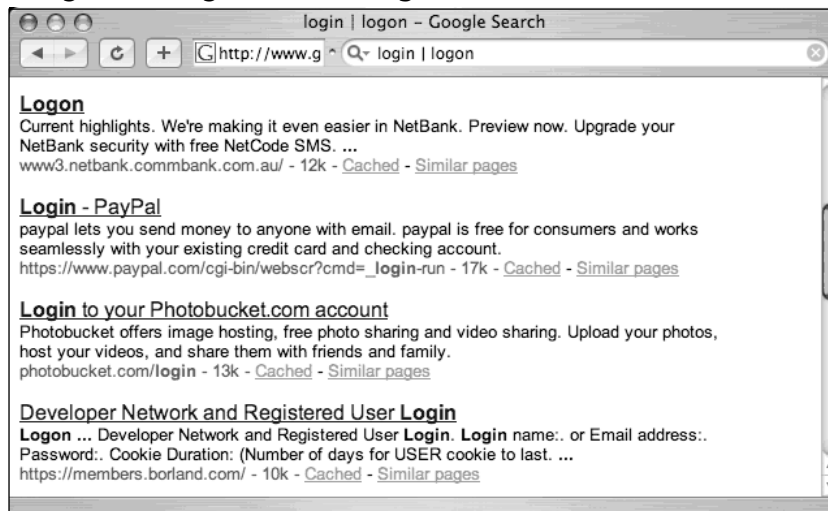 login | logon – Google Search
http://www.g
login | logon
Logon
Current highlights. We're making it even easier in NetBank. Preview now. Upgrade your
NetBank security with free NetCode SMS. ...
www3.netbank.commbank.com.au/ - 12k - Cached - Similar pages
Login - PayPal
paypal lets you send money to anyone with email. paypal is free for consumers and works
seamlessly with your existing credit card and checking account.
https://www.paypal.com/cgi-bin/webscr?cmd=_login-run - 17k - Cached - Similar pages
Login to your Photobucket.com account
Photobucket offers image hosting, free photo sharing and video sharing. Upload your photos,
host your videos, and share them with friends and family.
photobucket.com/login - 13k - Cached - Similar pages
Developer Network and Registered User Login
Logon ... Developer Network and Registered User Login. Login name:. or Email address:.
Password:. Cookie Duration: (Number of days for USER cookie to last. ...
https://members.borland.com/ - 10k - Cached - Similar pages